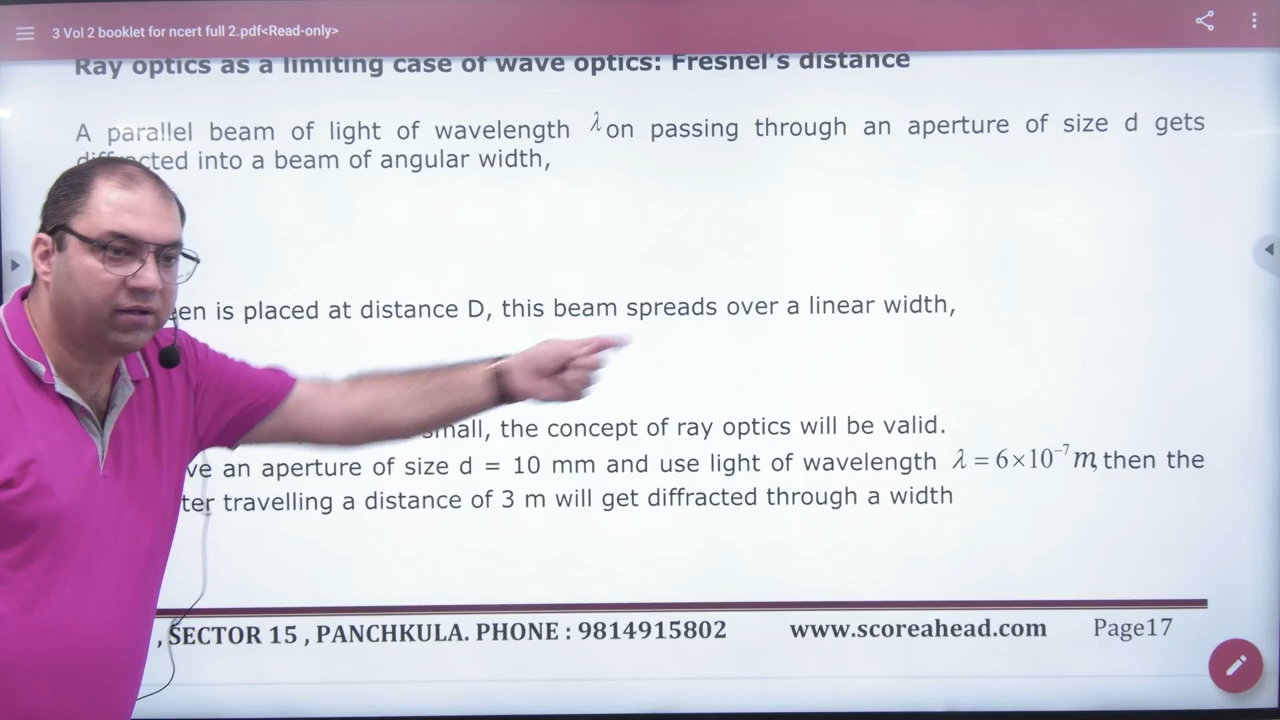 3 Vol 2 booklet for ncert full 2.pdf<Read-only>
Ray optics as a limiting case of wave optics: Fresnel's distance
A parallel beam of light of wavelength λ on passing through an aperture of size d gets
diffracted into a beam of angular width,
en is placed at distance D, this beam spreads over a linear width,
small, the concept of ray optics will be valid.
ve an aperture of size d = 10 mm and use light of wavelength λ = 6×10⁻⁷ m, then the
ter travelling a distance of 3 m will get diffracted through a width
, SECTOR 15 , PANCHKULA. PHONE : 9814915802 www.scoreahead.com Page17